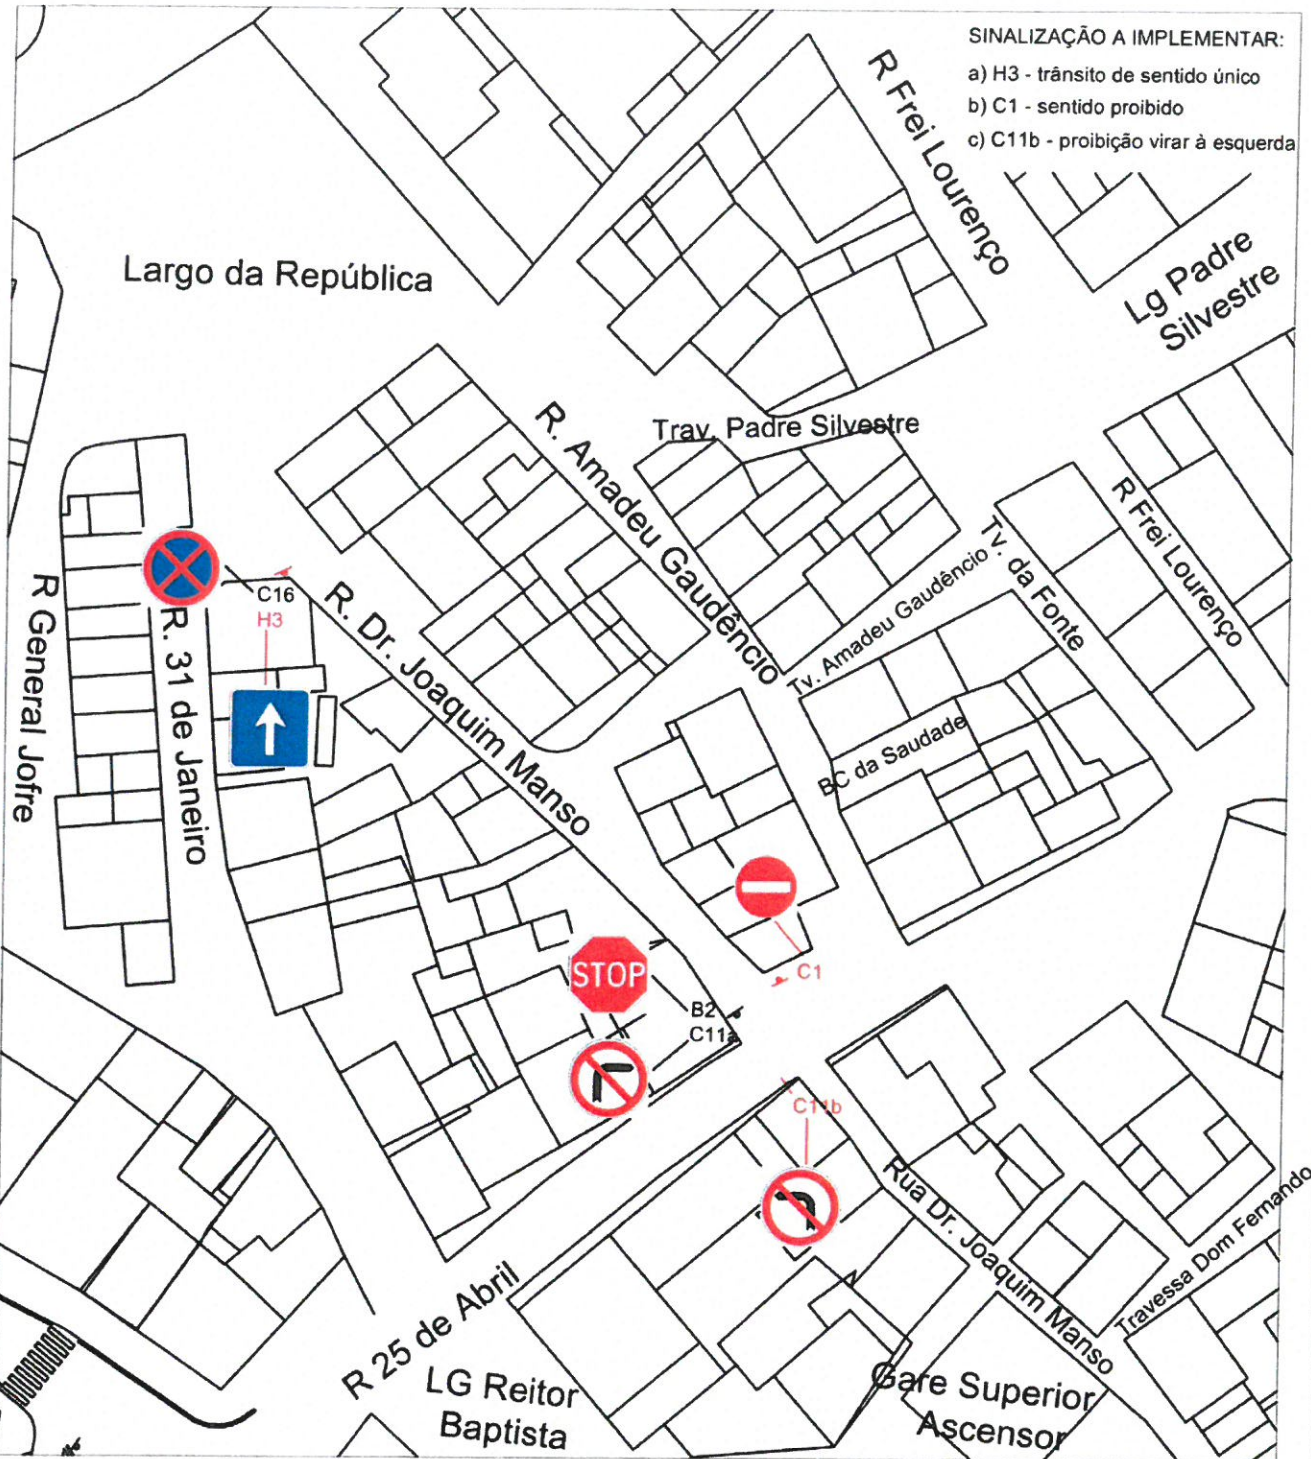 SINALIZAÇÃO A IMPLEMENTAR:
a) H3 - trânsito de sentido único
b) C1 - sentido proibido
c) C11b - proibição virar à esquerda
R Frei Lourenço
Lg Padre
Silvestre
Largo da República
Trav. Padre Silvestre
R. Amadeu Gaudêncio
R Frei Lourenço
Tv. da Fonte
Tv. Amadeu Gaudêncio
BC da Saudade
R General Jofre
R. 31 de Janeiro
C16
H3
R. Dr. Joaquim Manso
C1
STOP
B2
C11a
C11b
Rua Dr. Joaquim Manso
Travessa Dom Fernando
R 25 de Abril
LG Reitor
Baptista
Gare Superior
Ascensor